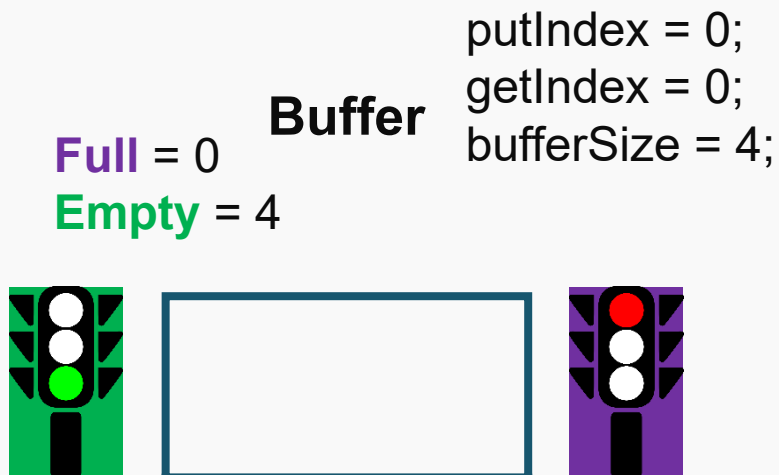 putIndex = 0;
getIndex = 0;
bufferSize = 4;
Buffer
Full = 0
Empty = 4